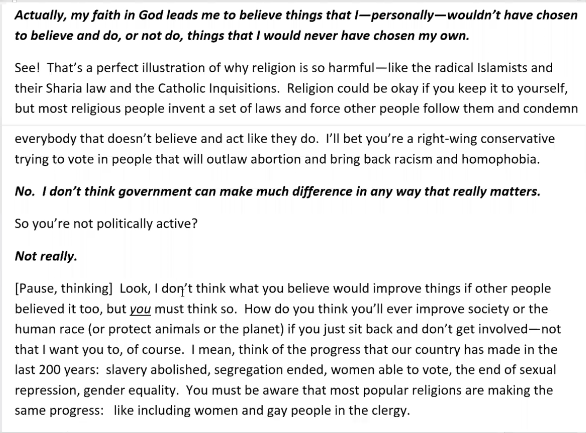 Actually, my faith in God leads me to believe things that I—personally—wouldn't have chosen
to believe and do, or not do, things that I would never have chosen my own.
See!  That's a perfect illustration of why religion is so harmful—like the radical Islamists and
their Sharia law and the Catholic Inquisitions.  Religion could be okay if you keep it to yourself,
but most religious people invent a set of laws and force other people follow them and condemn
everybody that doesn't believe and act like they do.  I'll bet you're a right-wing conservative
trying to vote in people that will outlaw abortion and bring back racism and homophobia.
No.  I don't think government can make much difference in any way that really matters.
So you're not politically active?
Not really.
[Pause, thinking]  Look, I don't think what you believe would improve things if other people
believed it too, but you must think so.  How do you think you'll ever improve society or the
human race (or protect animals or the planet) if you just sit back and don't get involved—not
that I want you to, of course.  I mean, think of the progress that our country has made in the
last 200 years:  slavery abolished, segregation ended, women able to vote, the end of sexual
repression, gender equality.  You must be aware that most popular religions are making the
same progress:  like including women and gay people in the clergy.